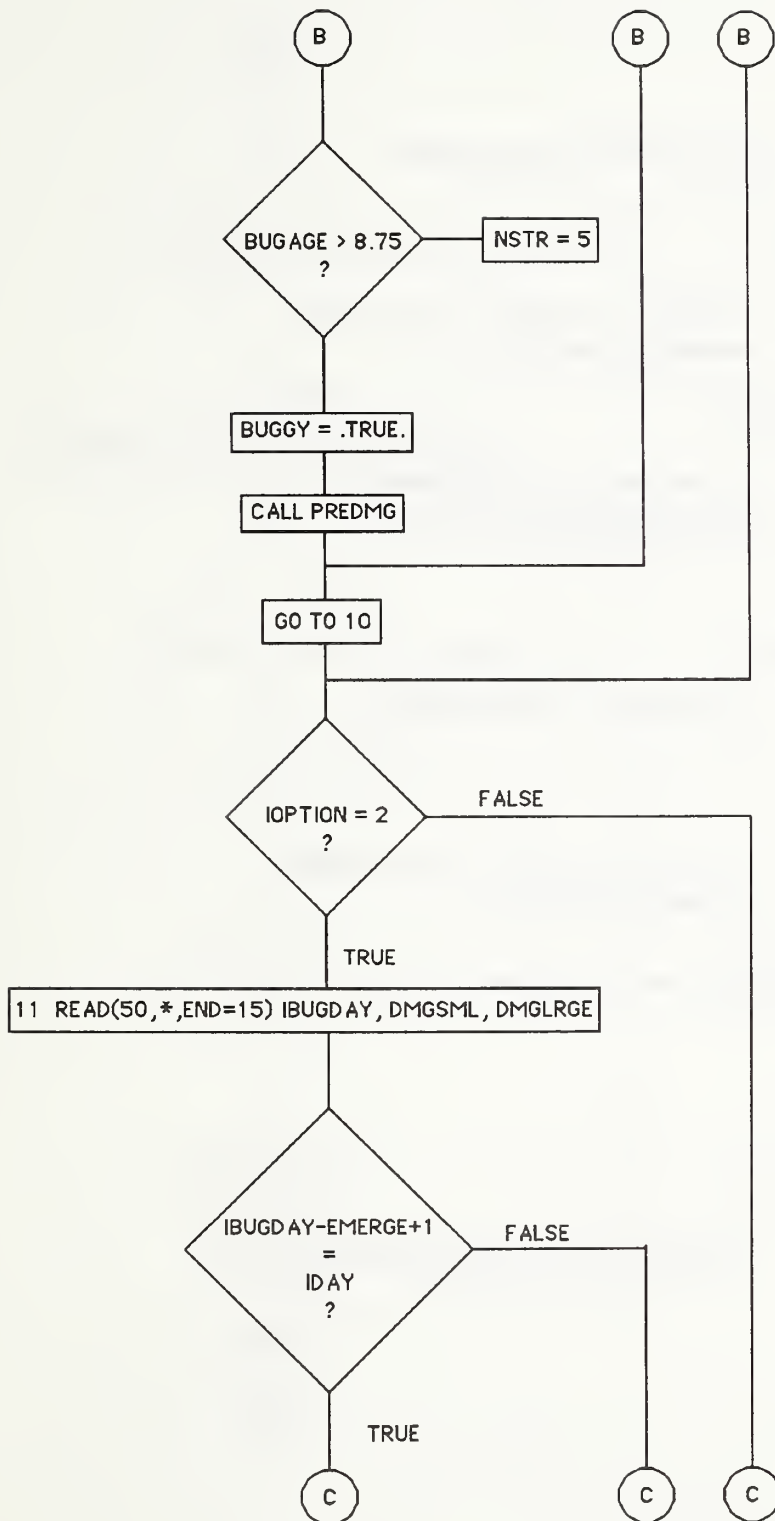 B
B
B
BUGAGE > 8.75
?
NSTR = 5
BUGGY = .TRUE.
CALL PREDMG
GO TO 10
IOPTION = 2
?
FALSE
TRUE
11 READ(50,*,END=15) IBUGDAY, DMGSML, DMGLRGE
IBUGDAY-EMERGE+1
=
IDAY
?
FALSE
TRUE
C
C
C